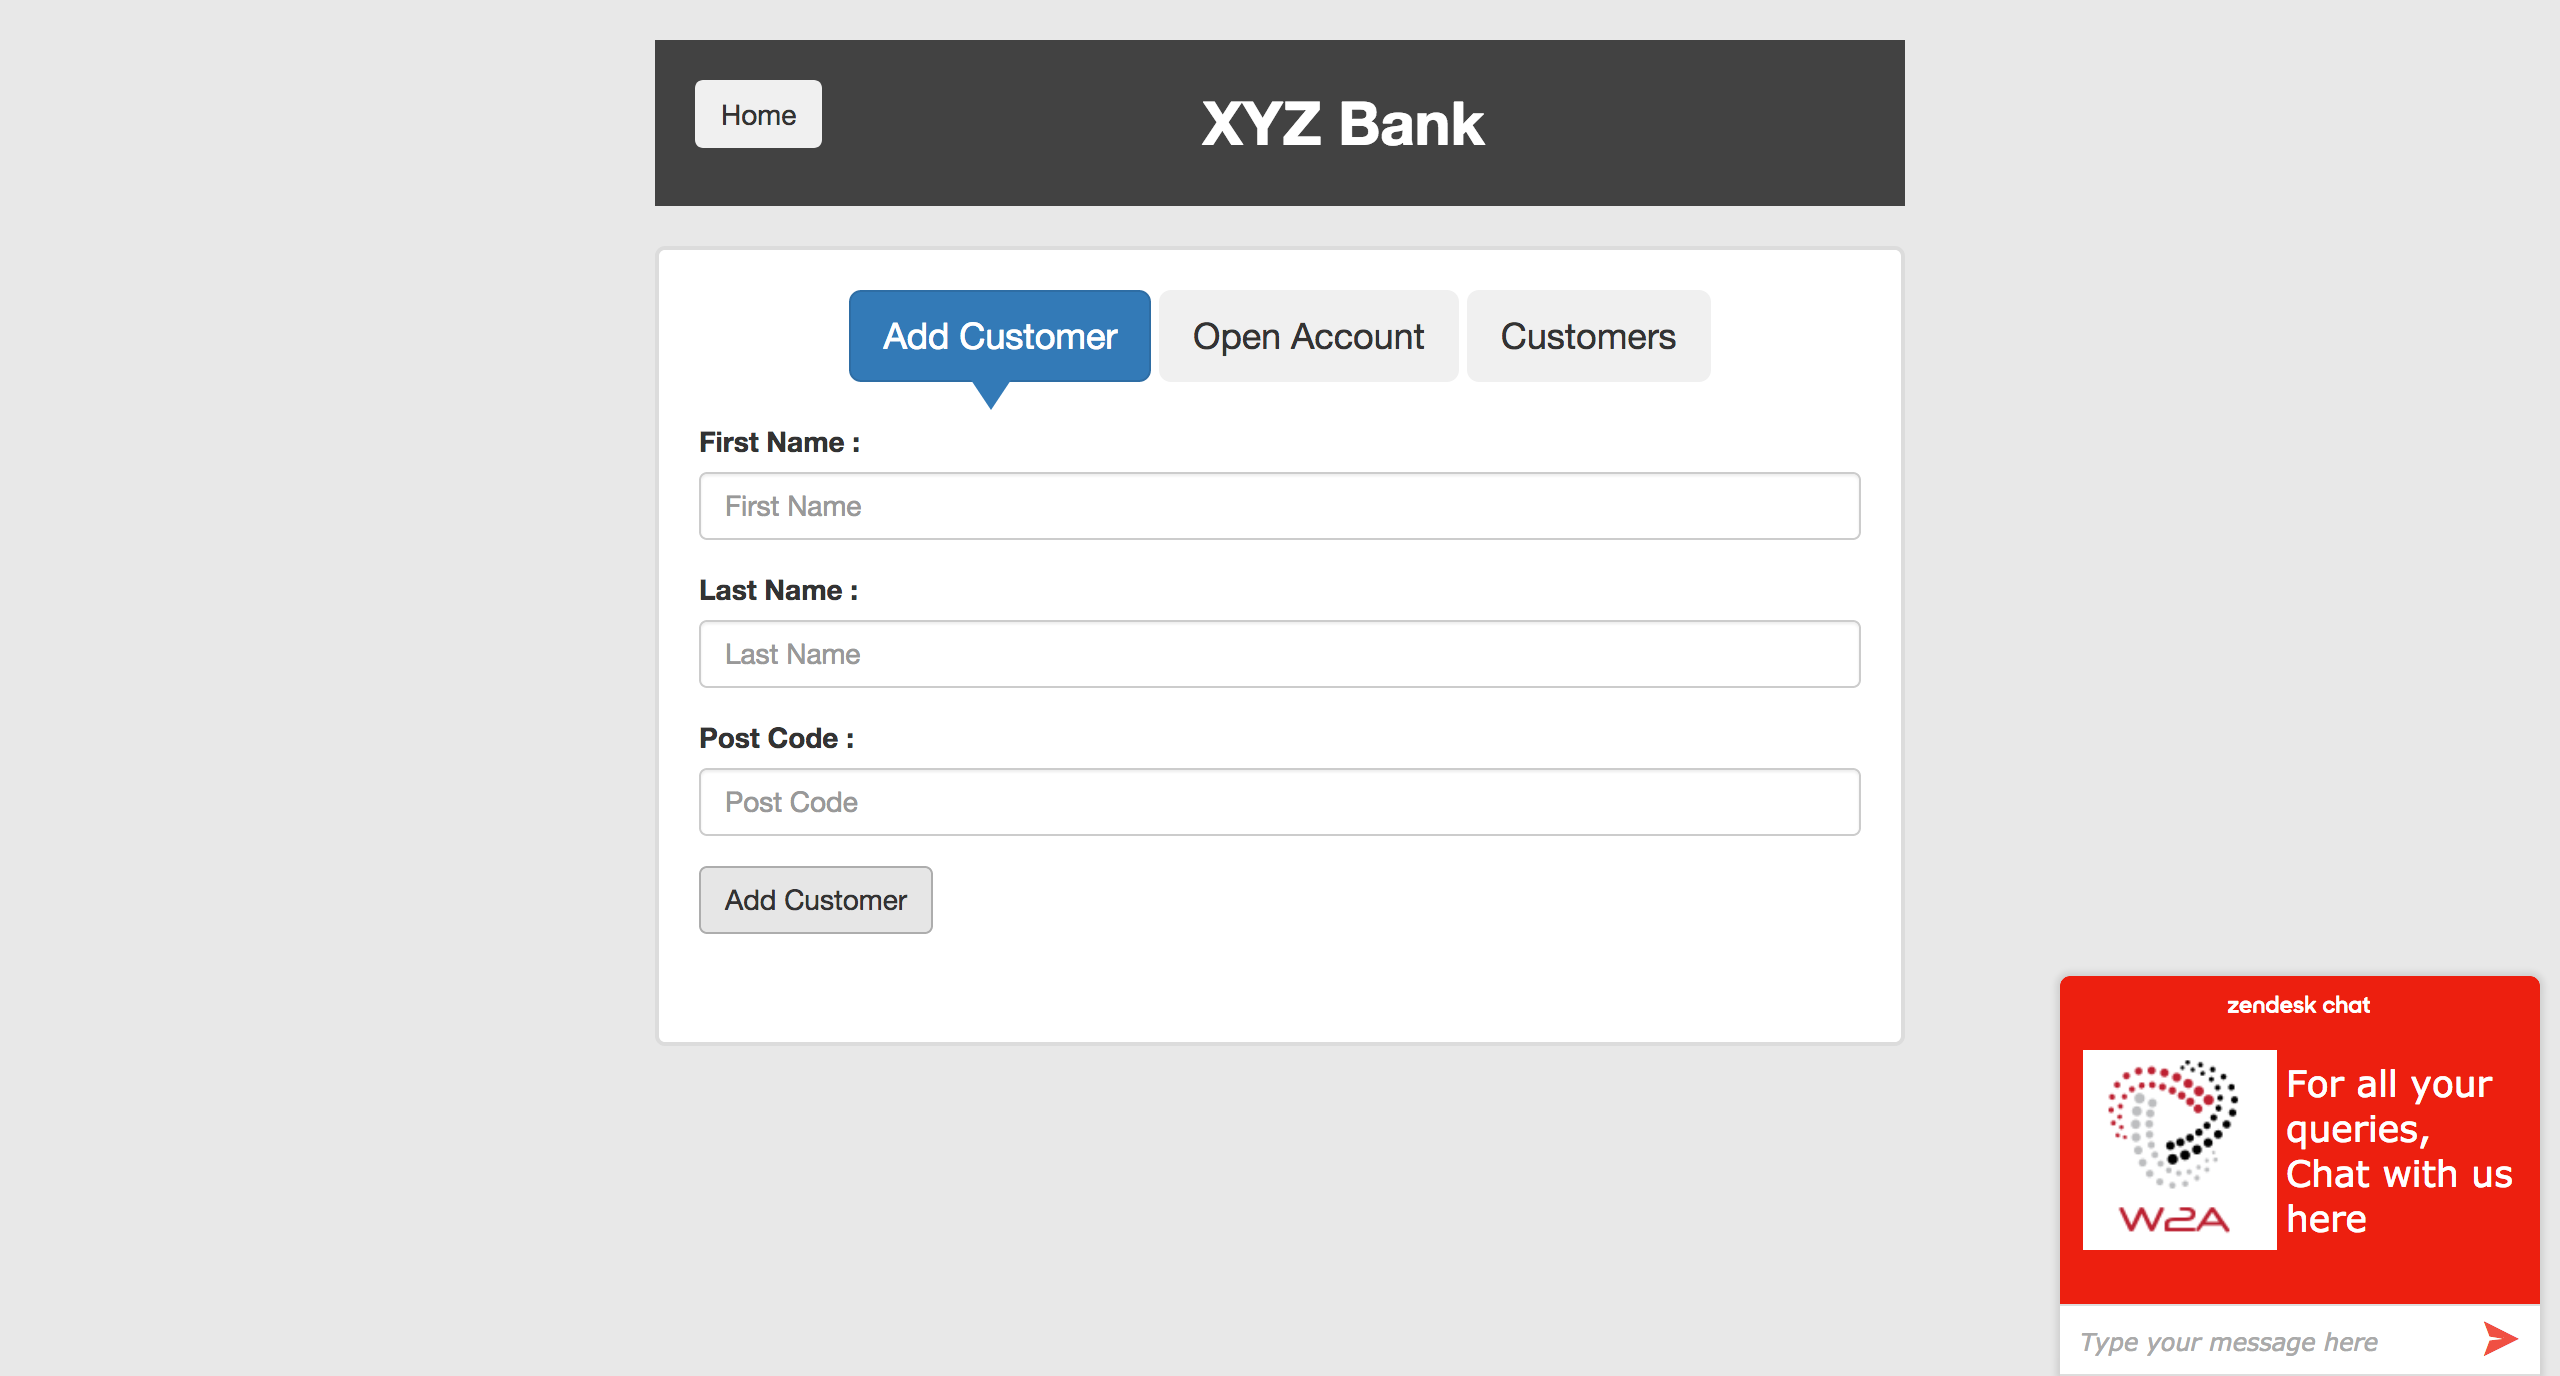 Home
XYZ Bank
Add Customer
Open Account
Customers
First Name :
First Name
Last Name :
Last Name
Post Code :
Post Code
Add Customer
zendesk chat
For all your
queries,
Chat with us
here
W2A
Type your message here